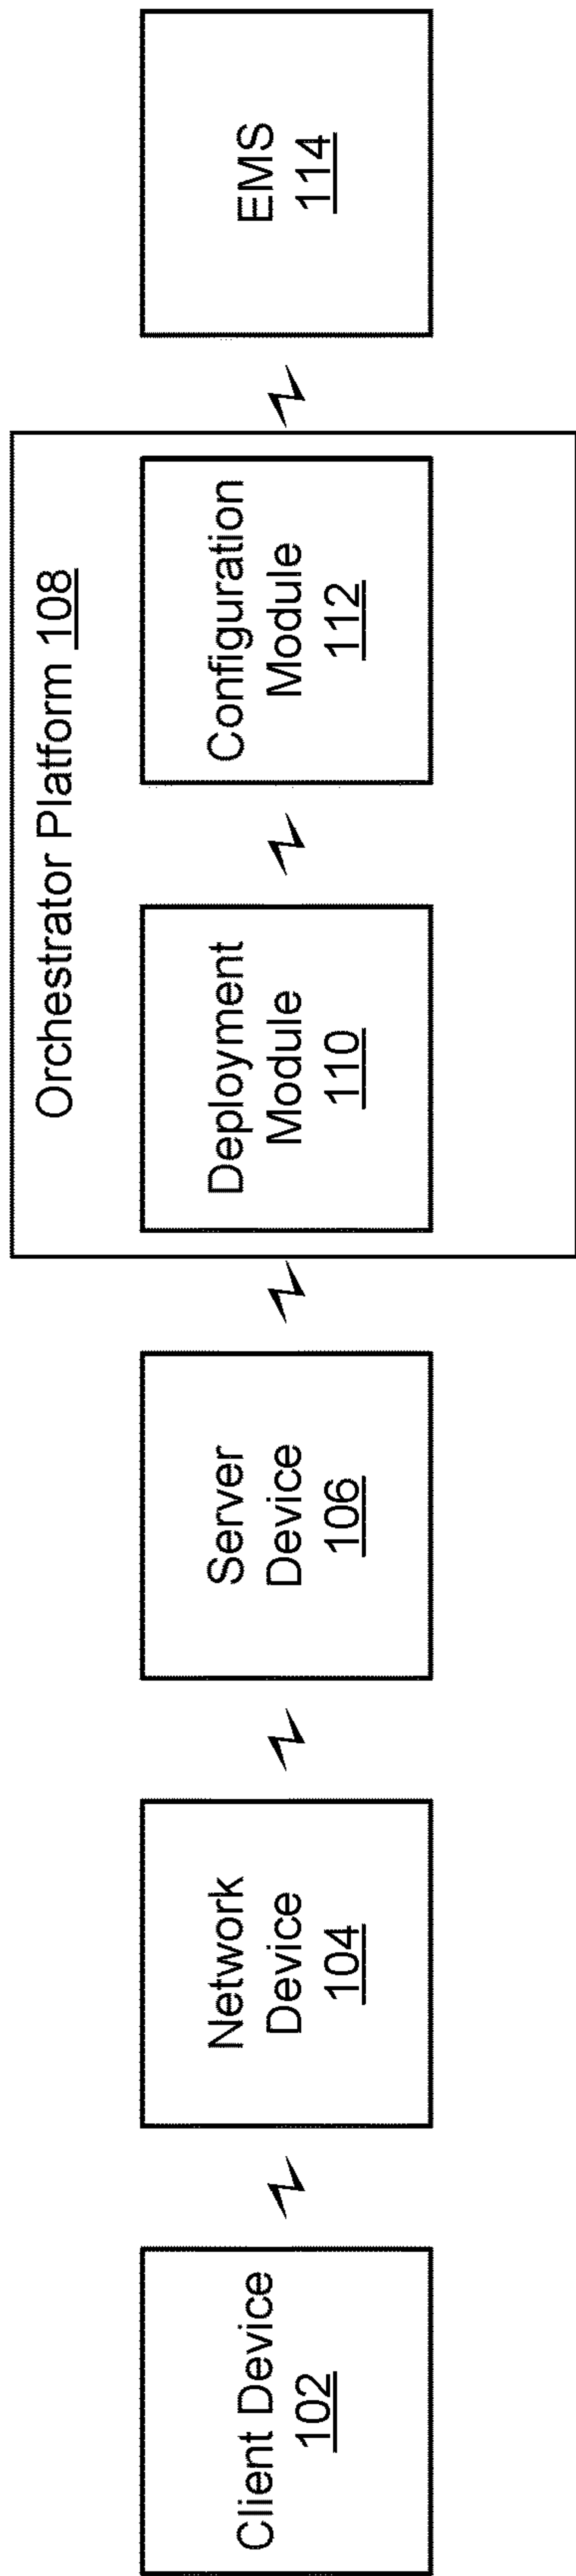 Client Device
102
Network
Device
104
Server
Device
106
Orchestrator Platform 108
Deployment
Module
110
Configuration
Module
112
EMS
114